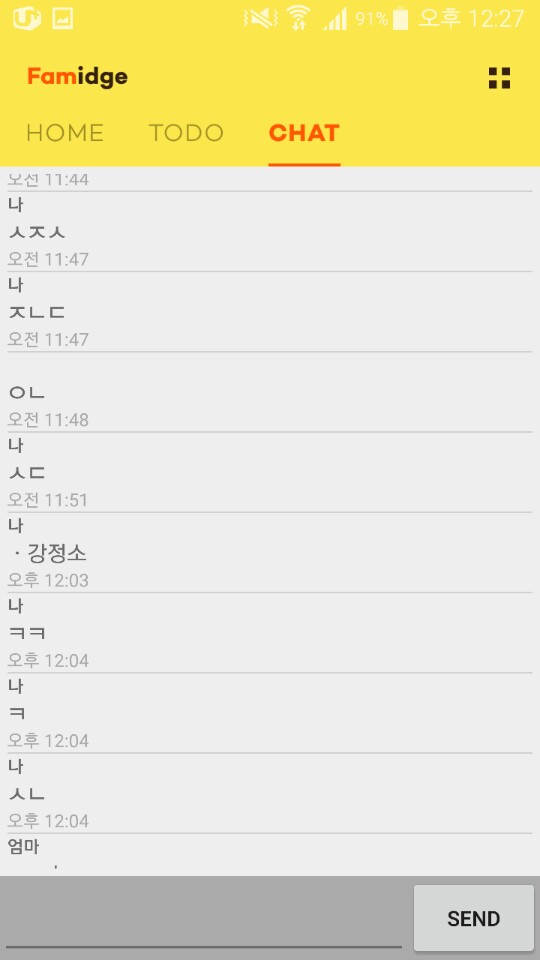 91% 오후 12:27
Famidge
HOME TODO CHAT
오전 11:44
나
ㅅㅈㅅ
오전 11:47
나
ㅈㄴㄷ
오전 11:47
ㅇㄴ
오전 11:48
나
ㅅㄷ
오전 11:51
나
ㆍ강정소
오후 12:03
나
ㅋㅋ
오후 12:04
나
ㅋ
오후 12:04
나
ㅅㄴ
오후 12:04
엄마
SEND